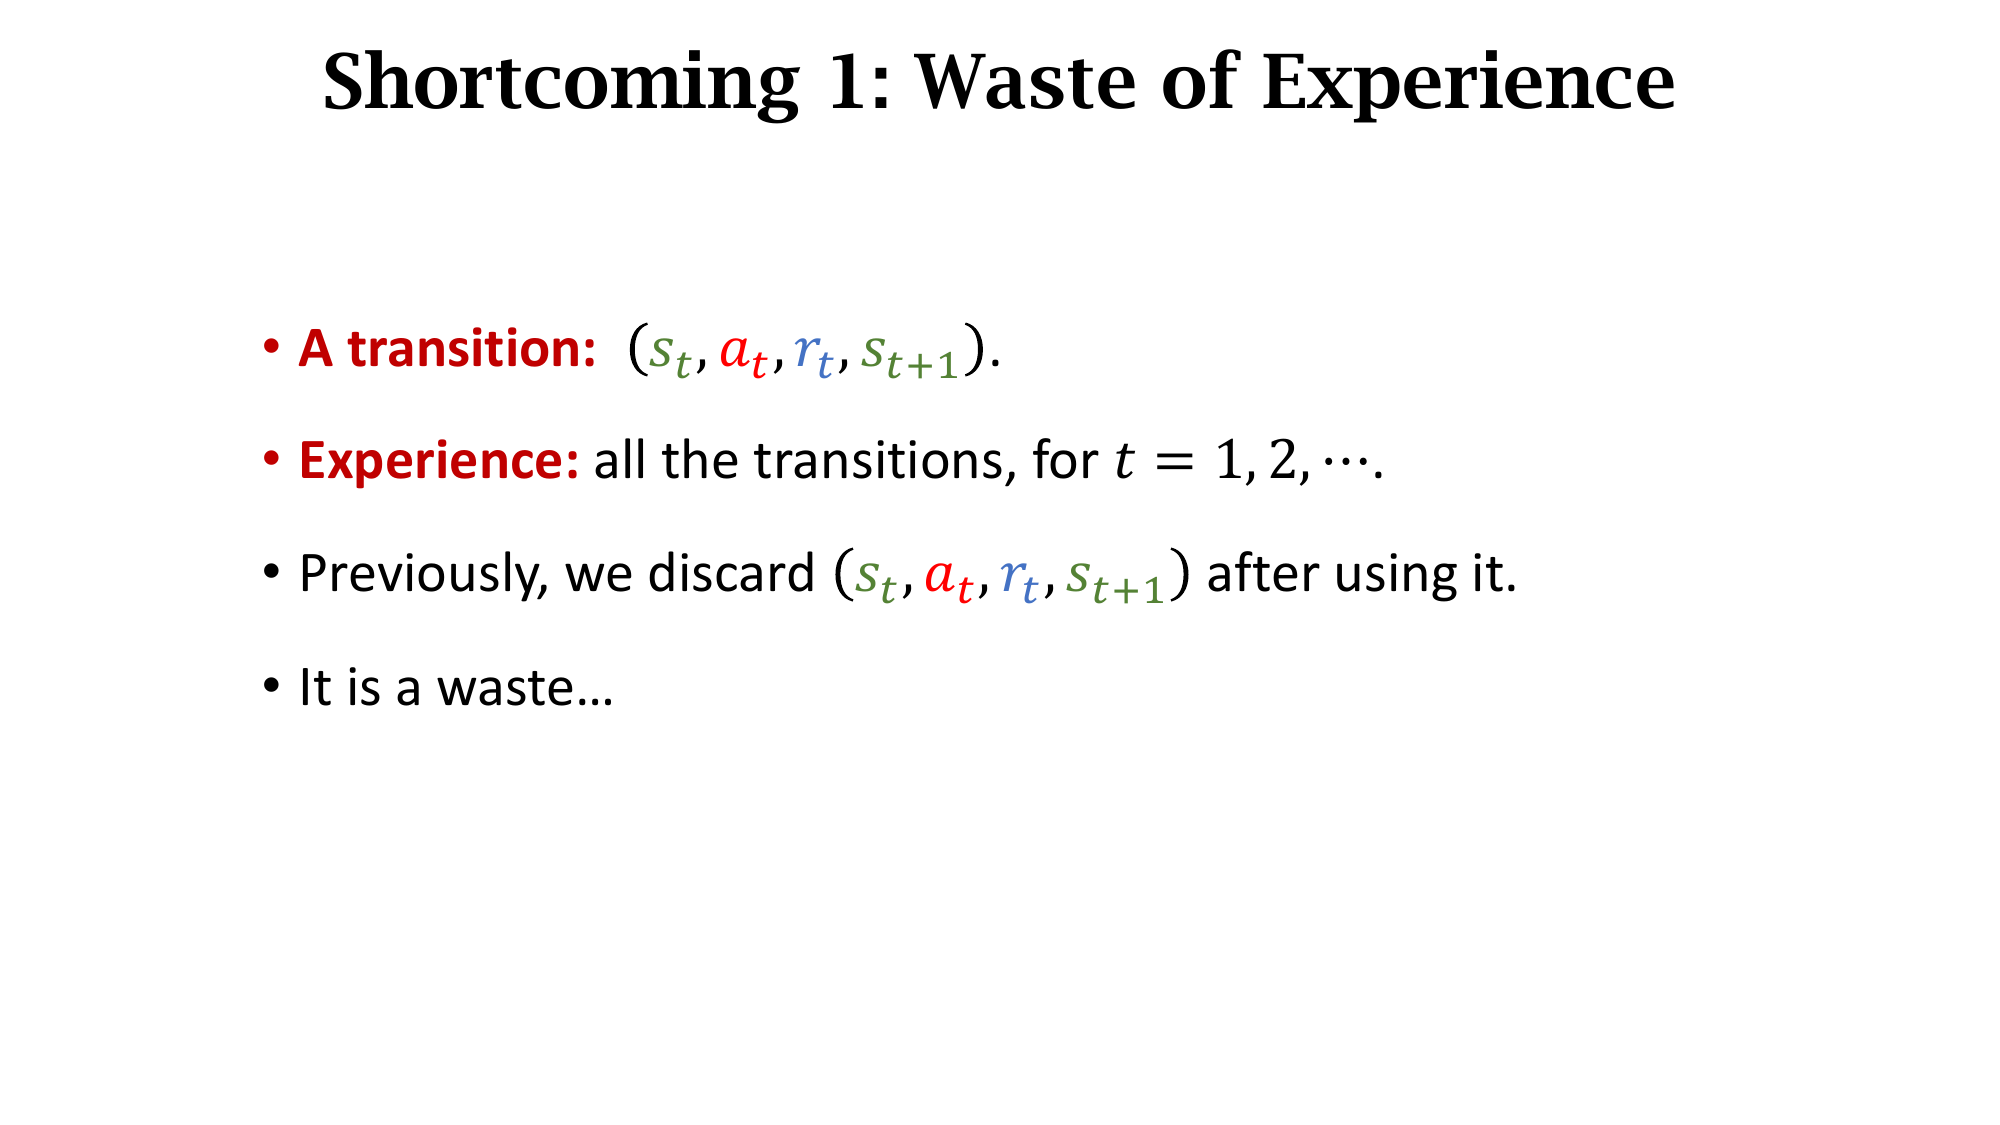 Shortcoming 1: Waste of Experience
• A transition: (s_t, a_t, r_t, s_{t+1}).
• Experience: all the transitions, for t = 1, 2, ⋯.
• Previously, we discard (s_t, a_t, r_t, s_{t+1}) after using it.
• It is a waste…